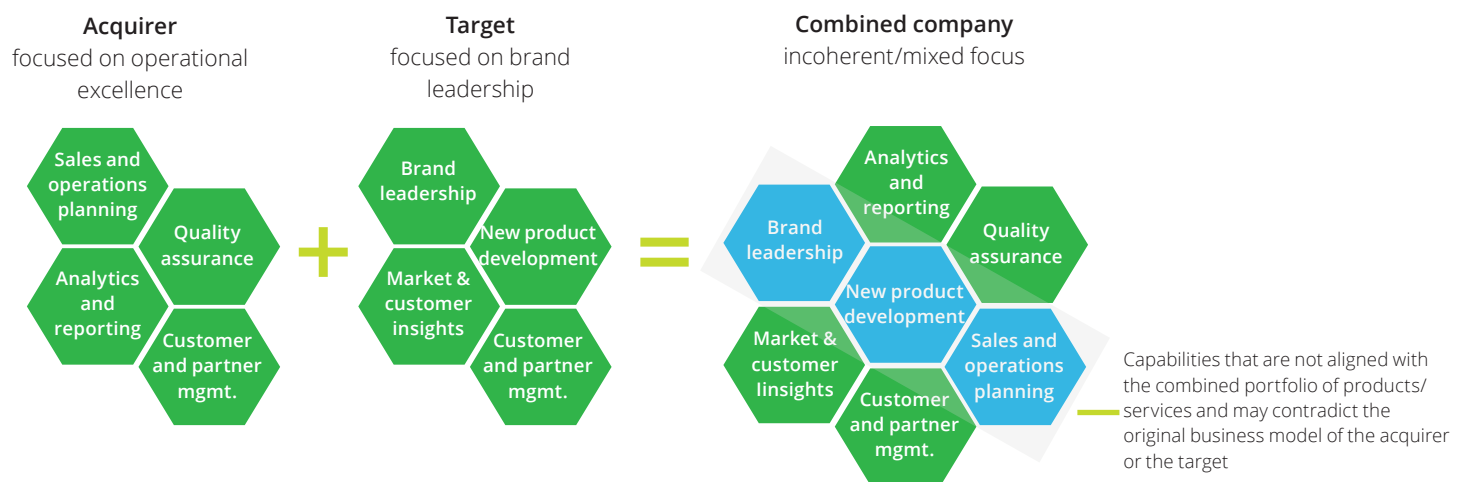 Acquirer
focused on operational
excellence
Sales and
operations
planning
Quality
assurance
Analytics
and
reporting
Customer
and partner
mgmt.
+
Target
focused on brand
leadership
Brand
leadership
New product
development
Market &
customer
insights
Customer
and partner
mgmt.
=
Combined company
incoherent/mixed focus
Analytics
and
reporting
Brand
leadership
Quality
assurance
New product
development
Market &
customer
Iinsights
Sales and
operations
planning
Customer
and partner
mgmt.
Capabilities that are not aligned with
the combined portfolio of products/
services and may contradict the
original business model of the acquirer
or the target